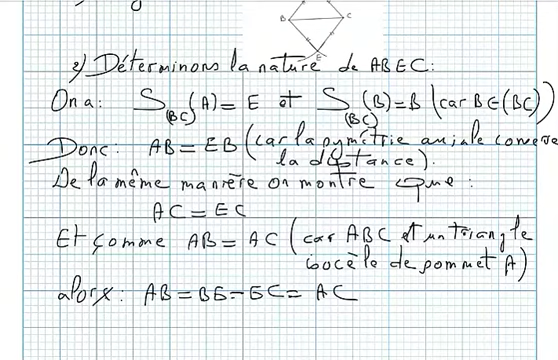 B C
E
2) Déterminons la nature de ABEC:
On a: S(BC)(A) = E et S(BC)(B) = B (car B ∈ (BC))
Donc: AB = EB (car la symétrie axiale conserve
la distance).
De la même manière on montre que:
AC = EC
Et comme AB = AC (car ABC et un triangle
isocèle de sommet A)
alors: AB = BE = EC = AC